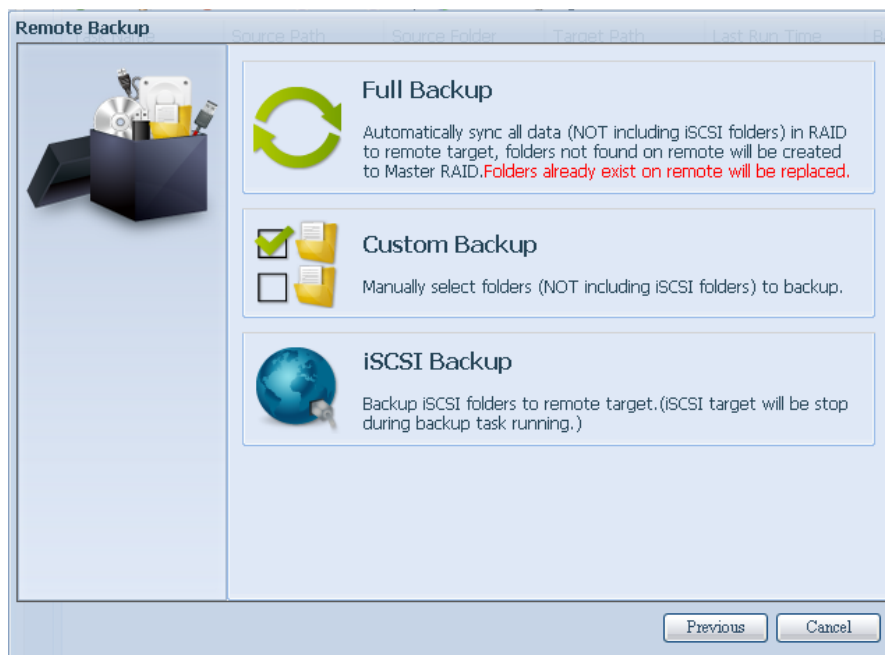 Remote Backup
Task Name Source Path Source Folder Target Path Last Run Time
Full Backup
Automatically sync all data (NOT including iSCSI folders) in RAID
to remote target, folders not found on remote will be created
to Master RAID.Folders already exist on remote will be replaced.
Custom Backup
Manually select folders (NOT including iSCSI folders) to backup.
iSCSI Backup
Backup iSCSI folders to remote target.(iSCSI target will be stop
during backup task running.)
Previous Cancel